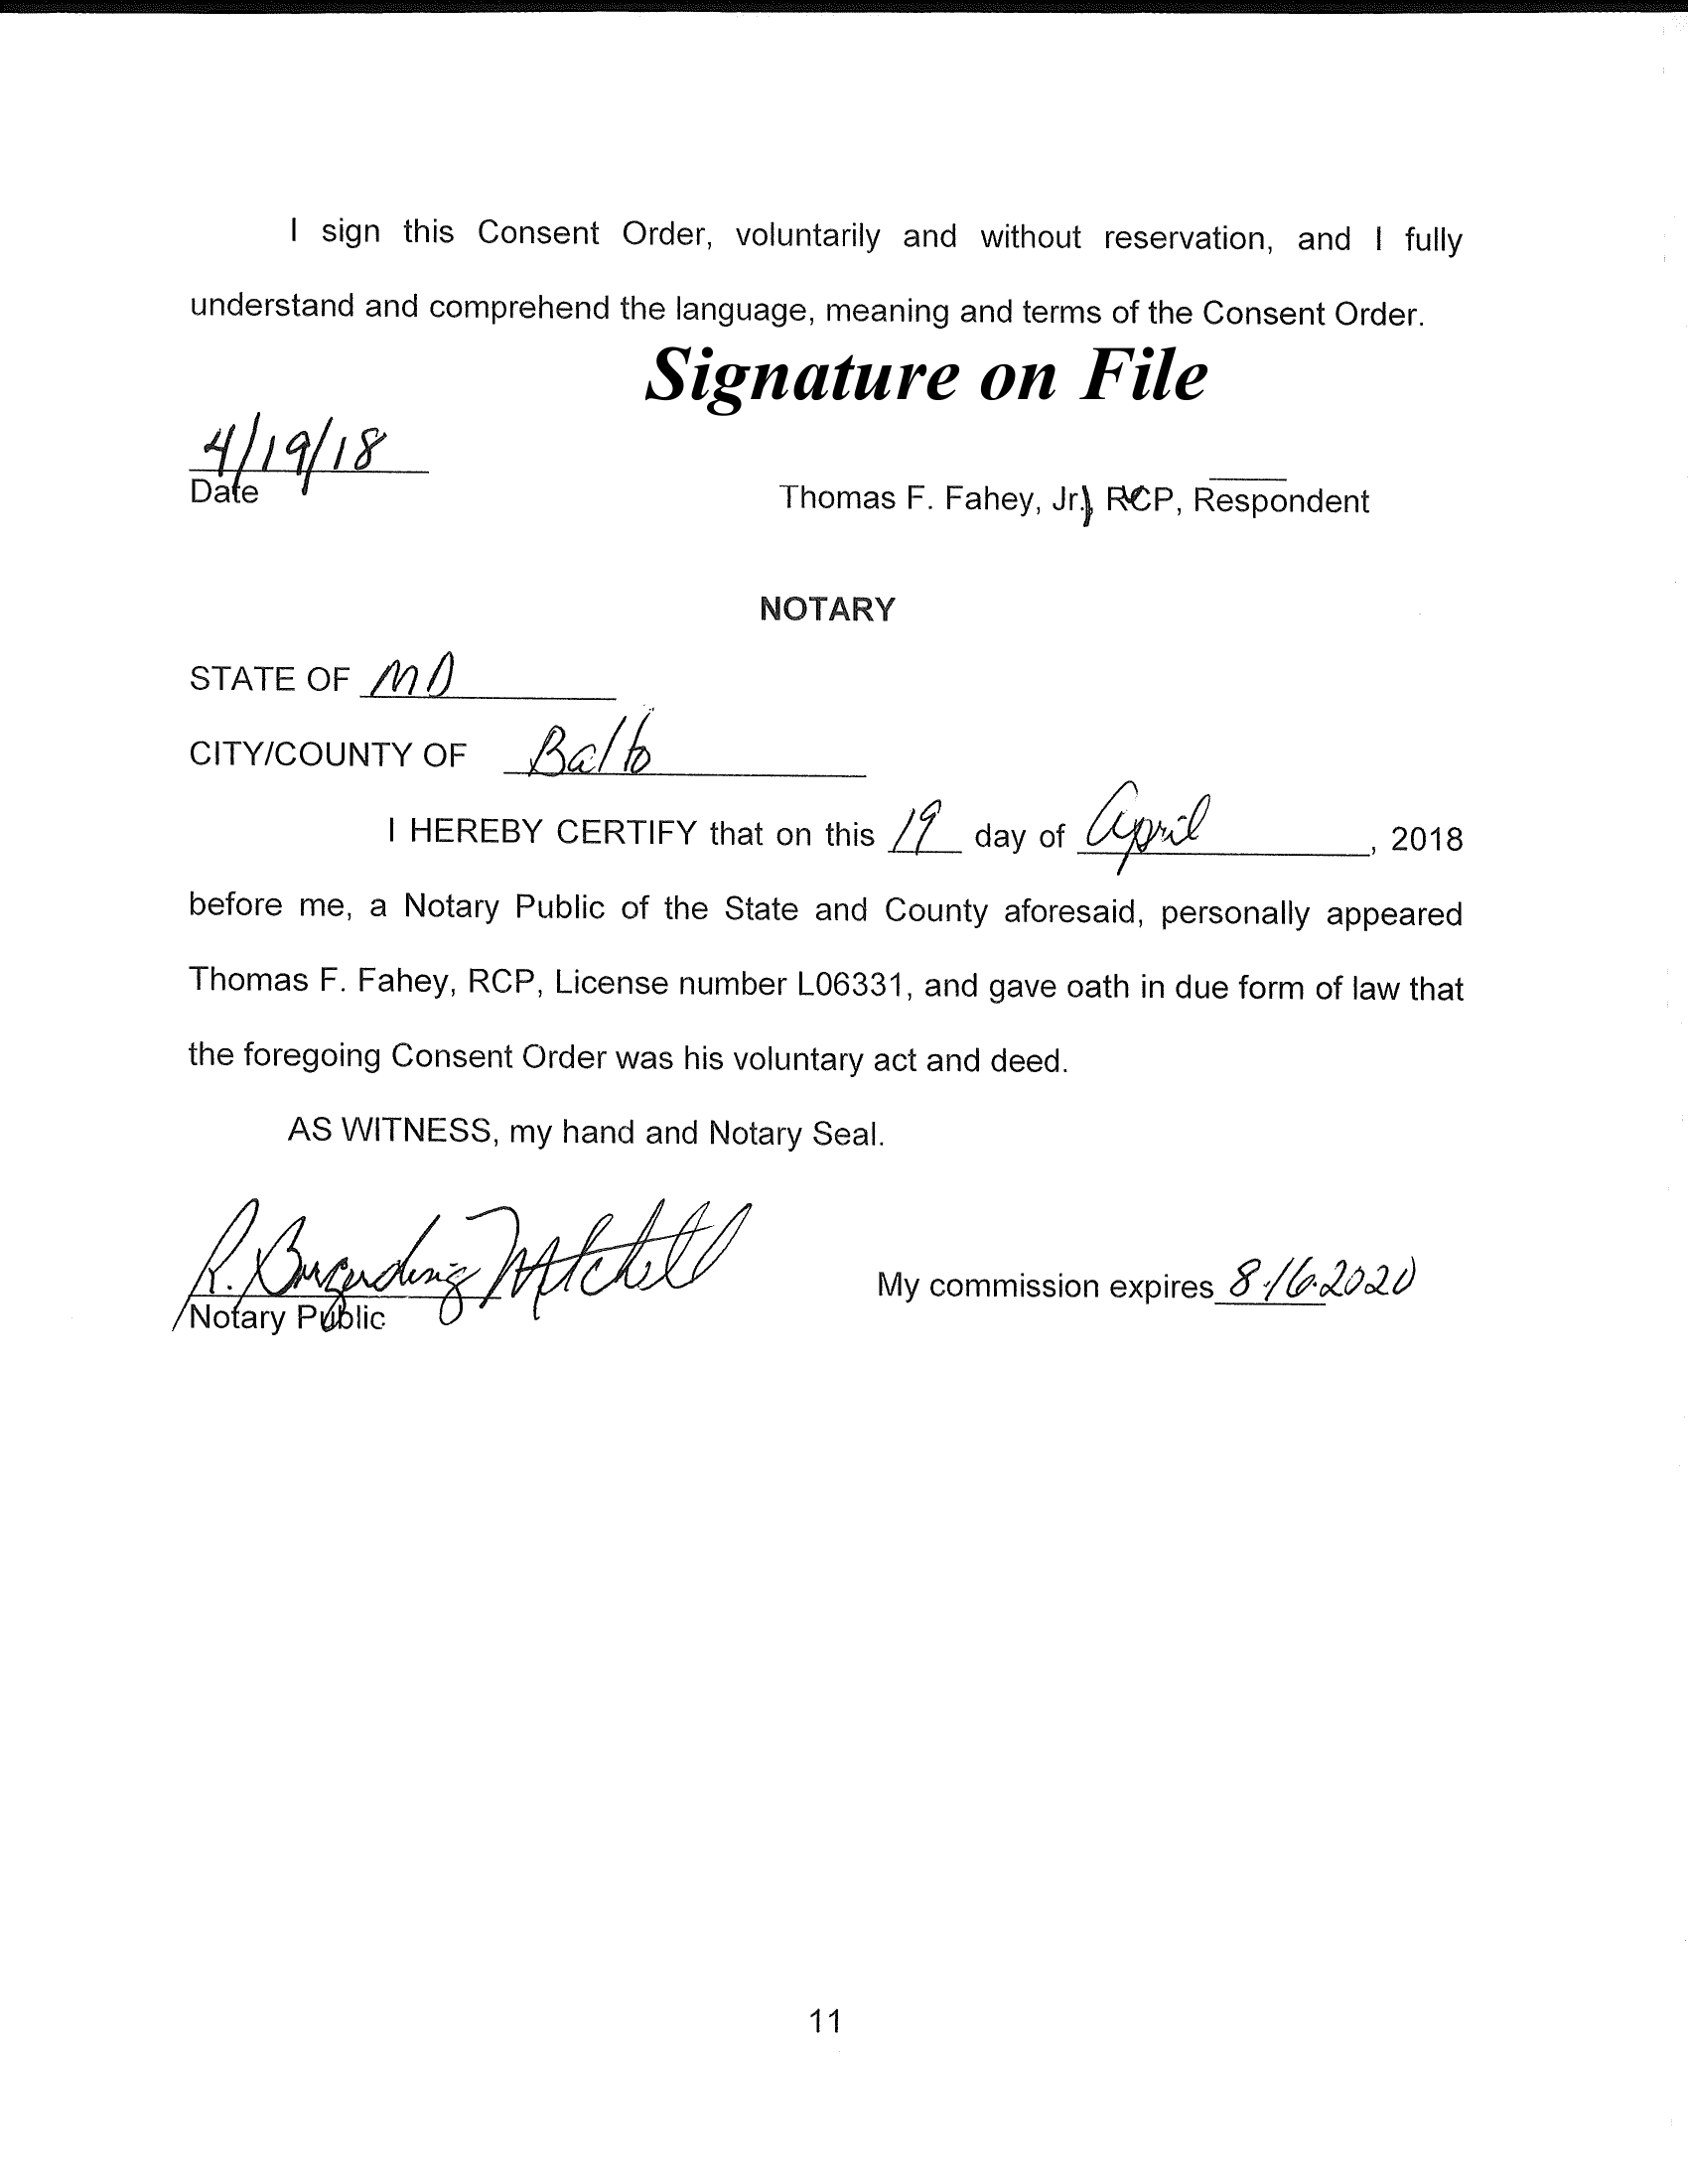 I sign this Consent Order, voluntarily and without reservation, and I fully
understand and comprehend the language, meaning and terms of the Consent Order.
Signature on File
4/19/18
Date
Thomas F. Fahey, Jr., RCP, Respondent
NOTARY
STATE OF MD
CITY/COUNTY OF Balto
I HEREBY CERTIFY that on this 19 day of April, 2018
before me, a Notary Public of the State and County aforesaid, personally appeared
Thomas F. Fahey, RCP, License number L06331, and gave oath in due form of law that
the foregoing Consent Order was his voluntary act and deed.
AS WITNESS, my hand and Notary Seal.
R. Mitchell
Notary Public
My commission expires 8.16.2020
11